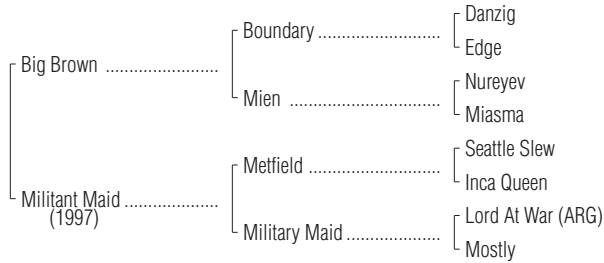 Danzig
Boundary
Edge
Big Brown
Nureyev
Mien
Miasma
Seattle Slew
Metfield
Inca Queen
Militant Maid
(1997)
Lord At War (ARG)
Military Maid
Mostly